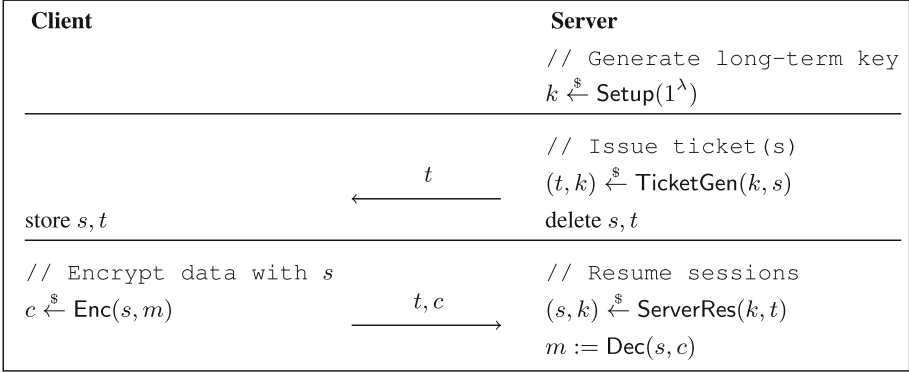 Client Server
// Generate long-term key
k $← Setup(1^λ)
// Issue ticket(s)
t (t, k) $← TicketGen(k, s)
store s, t delete s, t
// Encrypt data with s // Resume sessions
c $← Enc(s, m) t, c (s, k) $← ServerRes(k, t)
m := Dec(s, c)